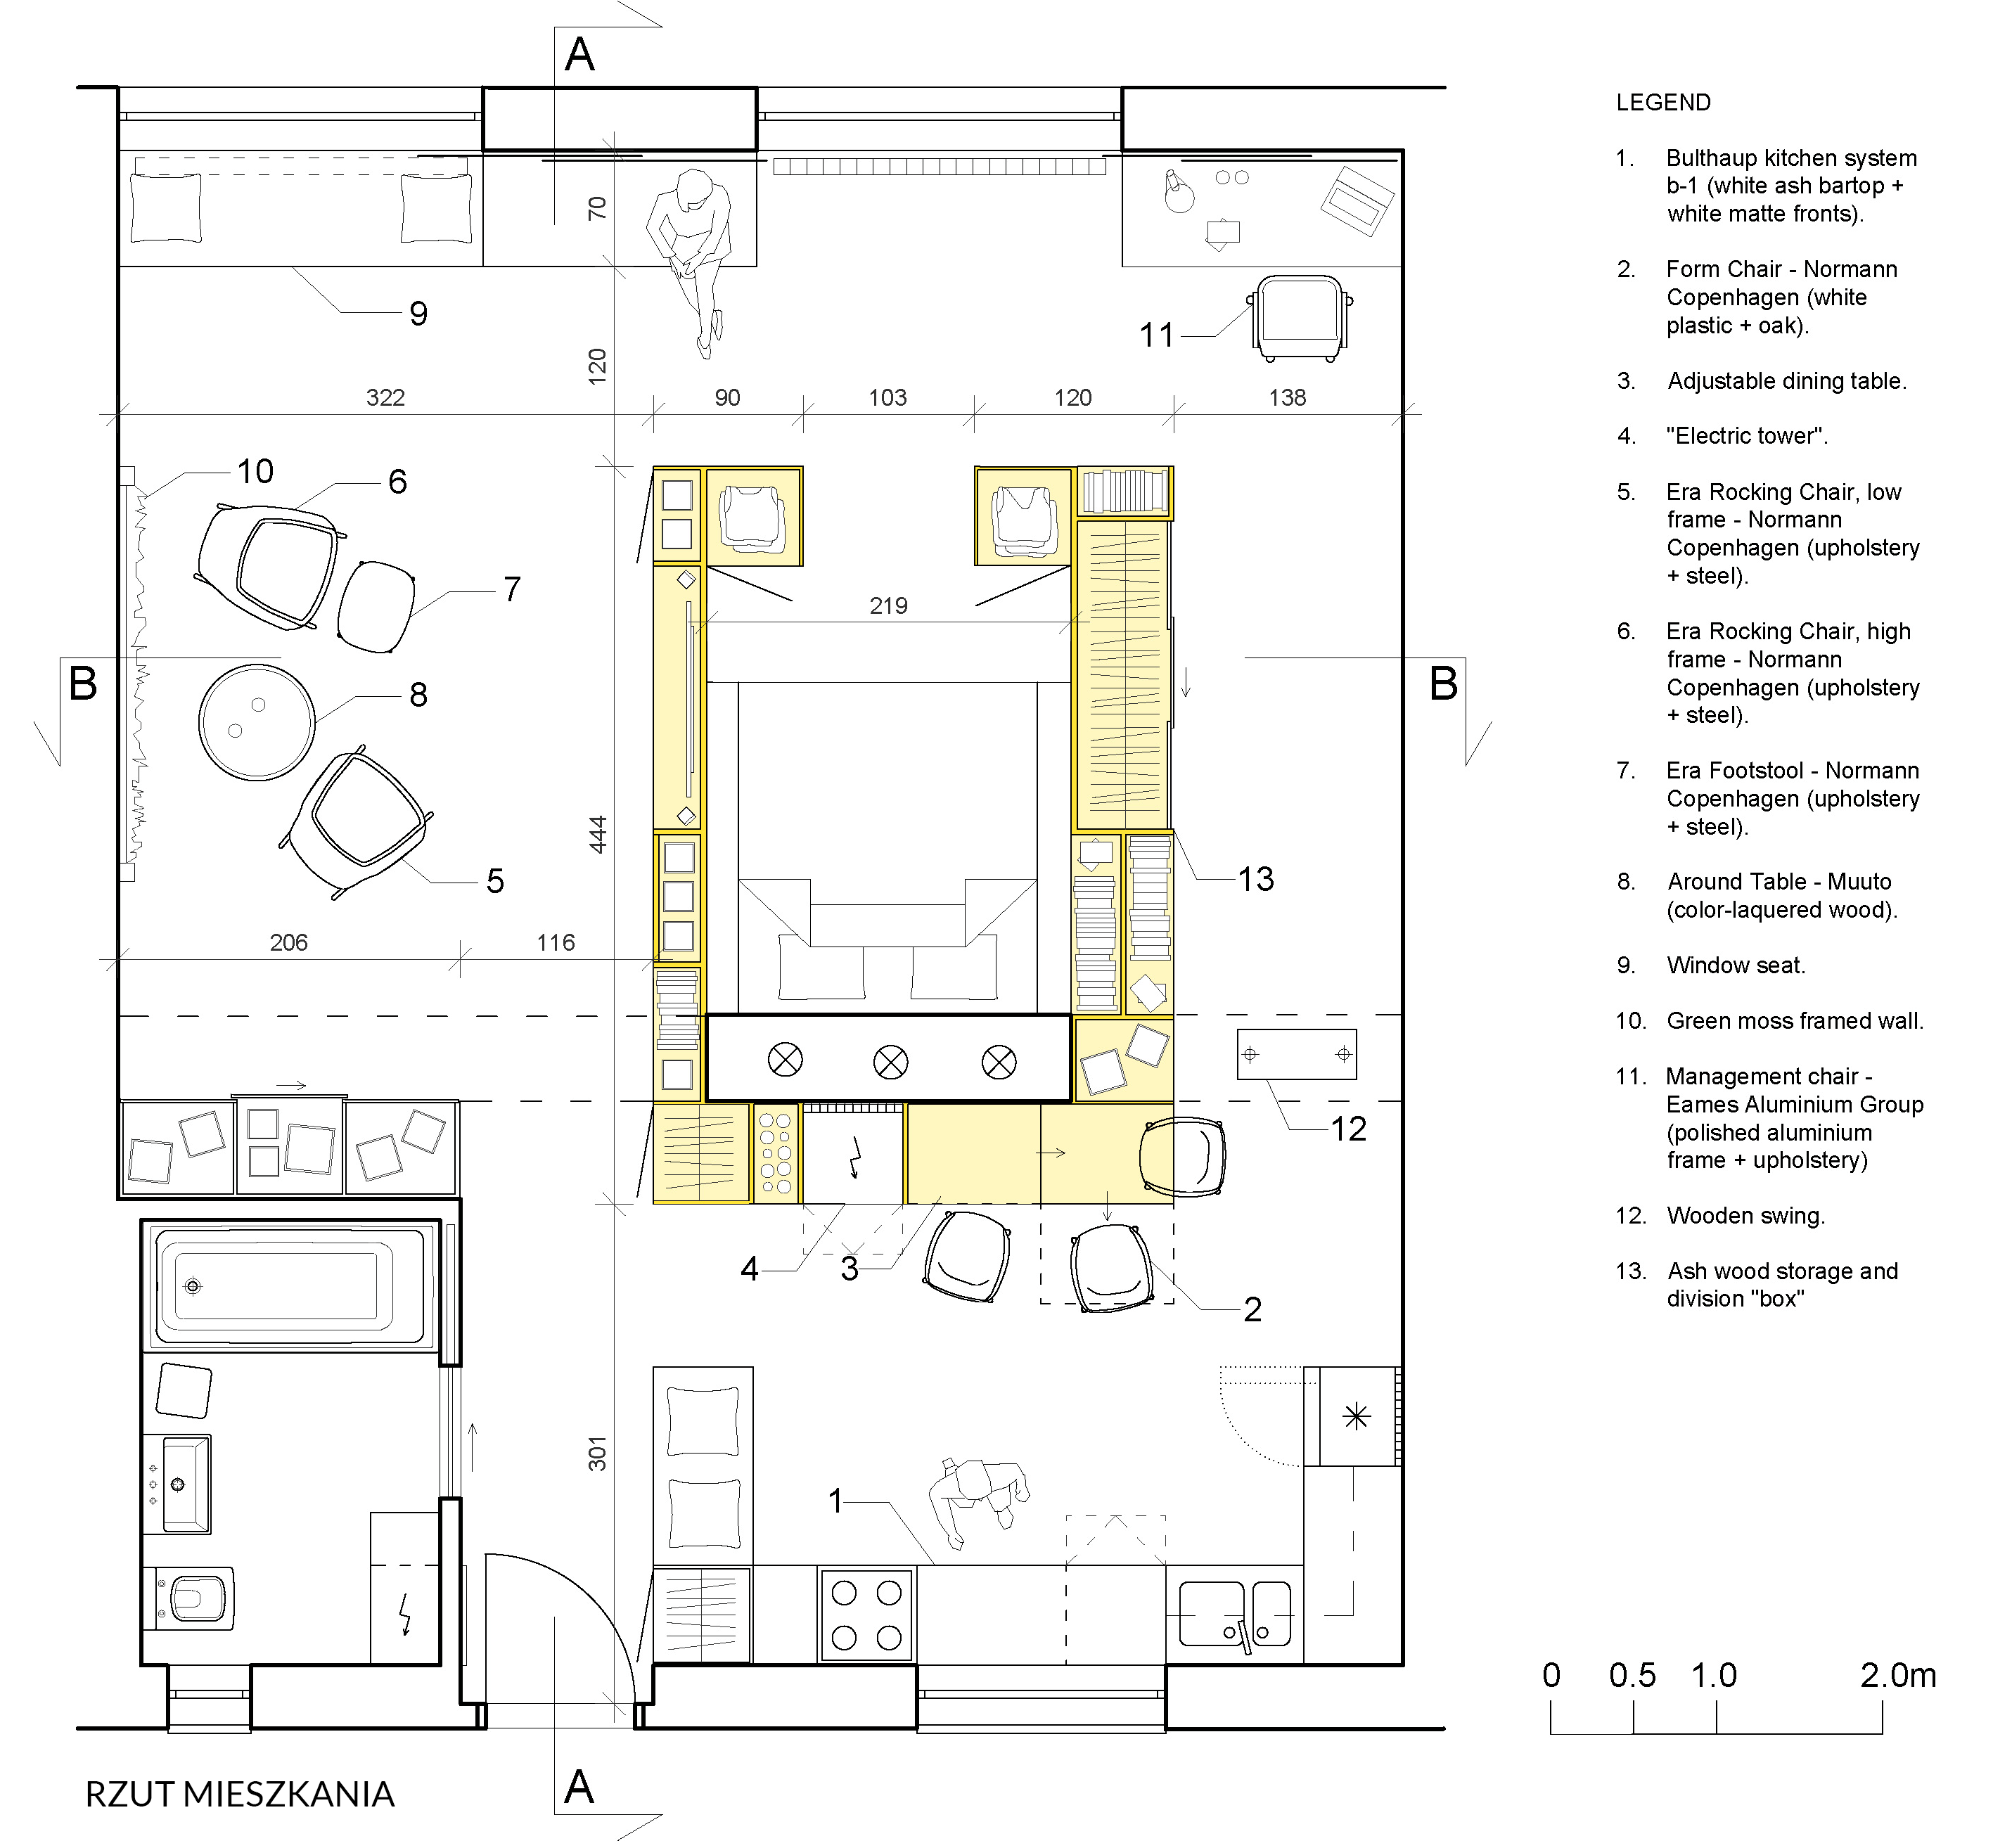 A
LEGEND
1. Bulthaup kitchen system
b-1 (white ash bartop +
white matte fronts).
2. Form Chair - Normann
Copenhagen (white
plastic + oak).
3. Adjustable dining table.
4. "Electric tower".
5. Era Rocking Chair, low
frame - Normann
Copenhagen (upholstery
+ steel).
6. Era Rocking Chair, high
frame - Normann
Copenhagen (upholstery
+ steel).
7. Era Footstool - Normann
Copenhagen (upholstery
+ steel).
8. Around Table - Muuto
(color-laquered wood).
9. Window seat.
10. Green moss framed wall.
11. Management chair -
Eames Aluminium Group
(polished aluminium
frame + upholstery)
12. Wooden swing.
13. Ash wood storage and
division "box"
70
9
11
120
322 90 103 120 138
10
6
7
219
B
8
B
444
5
13
206 116
12
4
3
2
301
1
0 0.5 1.0 2.0m
RZUT MIESZKANIA
A